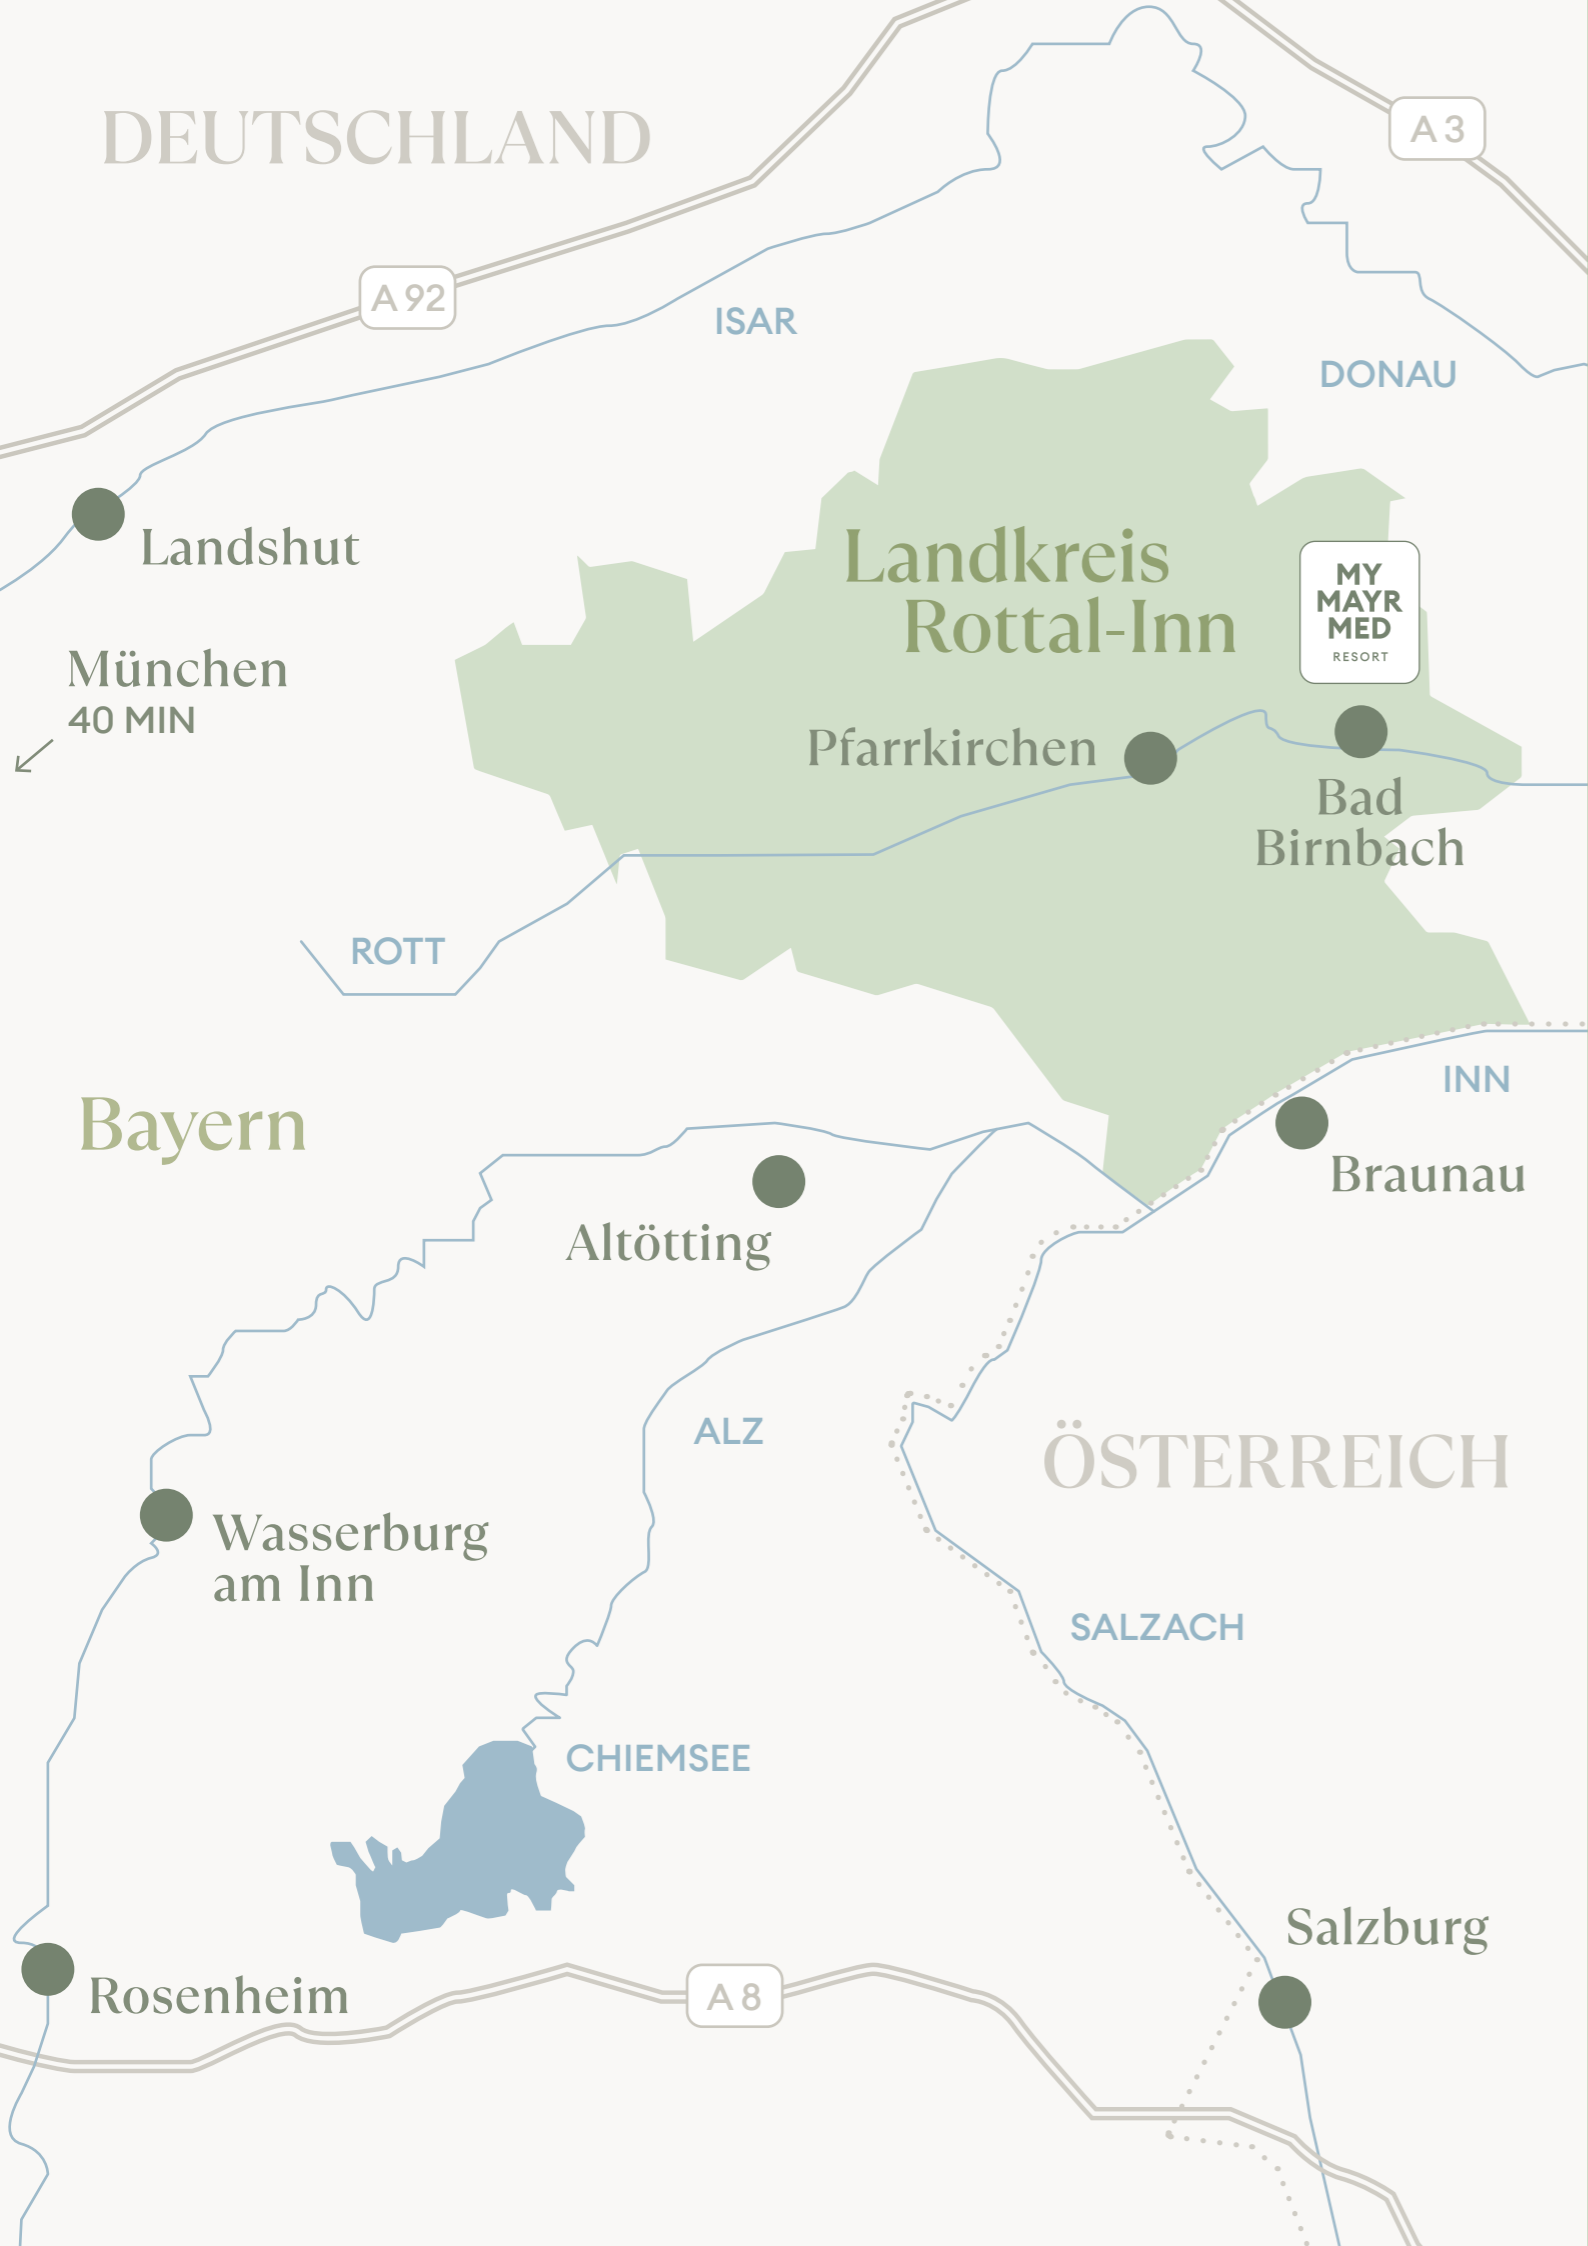 DEUTSCHLAND
A 3
A 92
ISAR
DONAU
Landshut
Landkreis
Rottal-Inn
MY
MAYR
MED
RESORT
München
40 MIN
Pfarrkirchen
Bad
Birnbach
ROTT
INN
Bayern
Braunau
Altötting
ALZ
ÖSTERREICH
Wasserburg
am Inn
SALZACH
CHIEMSEE
Salzburg
Rosenheim
A 8